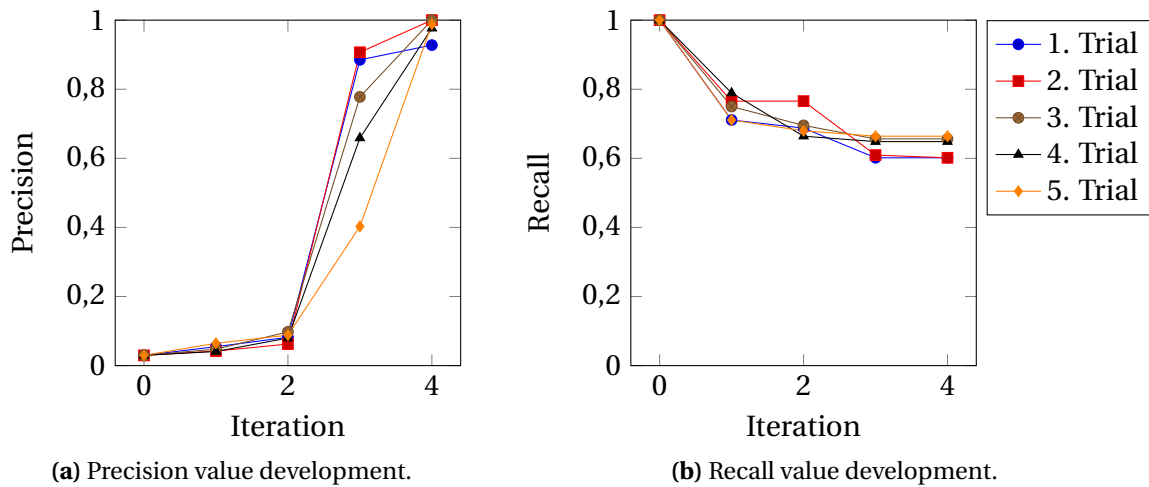 1
0,8
0,6
0,4
0,2
0
0
2
4
Precision
Iteration
(a) Precision value development.
1
0,8
0,6
0,4
0,2
0
0
2
4
Recall
Iteration
(b) Recall value development.
1. Trial
2. Trial
3. Trial
4. Trial
5. Trial